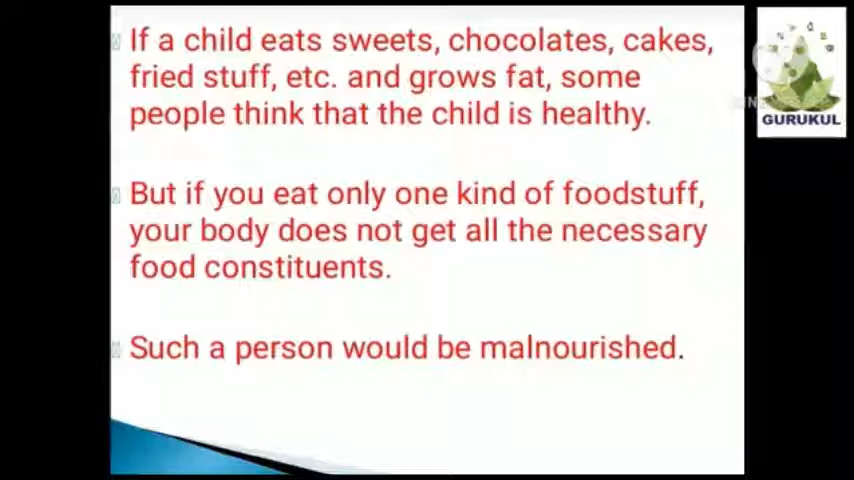 If a child eats sweets, chocolates, cakes,
fried stuff, etc. and grows fat, some
people think that the child is healthy.
But if you eat only one kind of foodstuff,
your body does not get all the necessary
food constituents.
Such a person would be malnourished.
GURUKUL